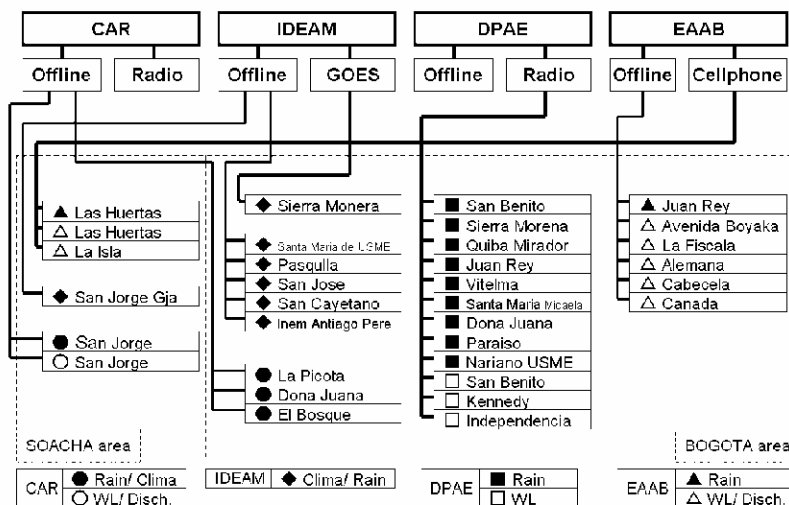 CAR IDEAM DPAE EAAB
Offline Radio Offline GOES Offline Radio Offline Cellphone
Las Huertas
Las Huertas
La Isla
San Jorge Gja
San Jorge
San Jorge
SOACHA area
Sierra Monera
Santa Maria de USME
Pasqulla
San Jose
San Cayetano
Inem Antiago Pere
La Picota
Dona Juana
El Bosque
San Benito
Sierra Morena
Quiba Mirador
Juan Rey
Vitelma
Santa Maria Micaela
Dona Juana
Paraiso
Nariano USME
San Benito
Kennedy
Independencia
Juan Rey
Avenida Boyaka
La Fiscala
Alemana
Cabecela
Canada
BOGOTA area
CAR
Rain/ Clima
WL/ Disch.
IDEAM Clima/ Rain
DPAE
Rain
WL
EAAB
Rain
WL/ Disch.